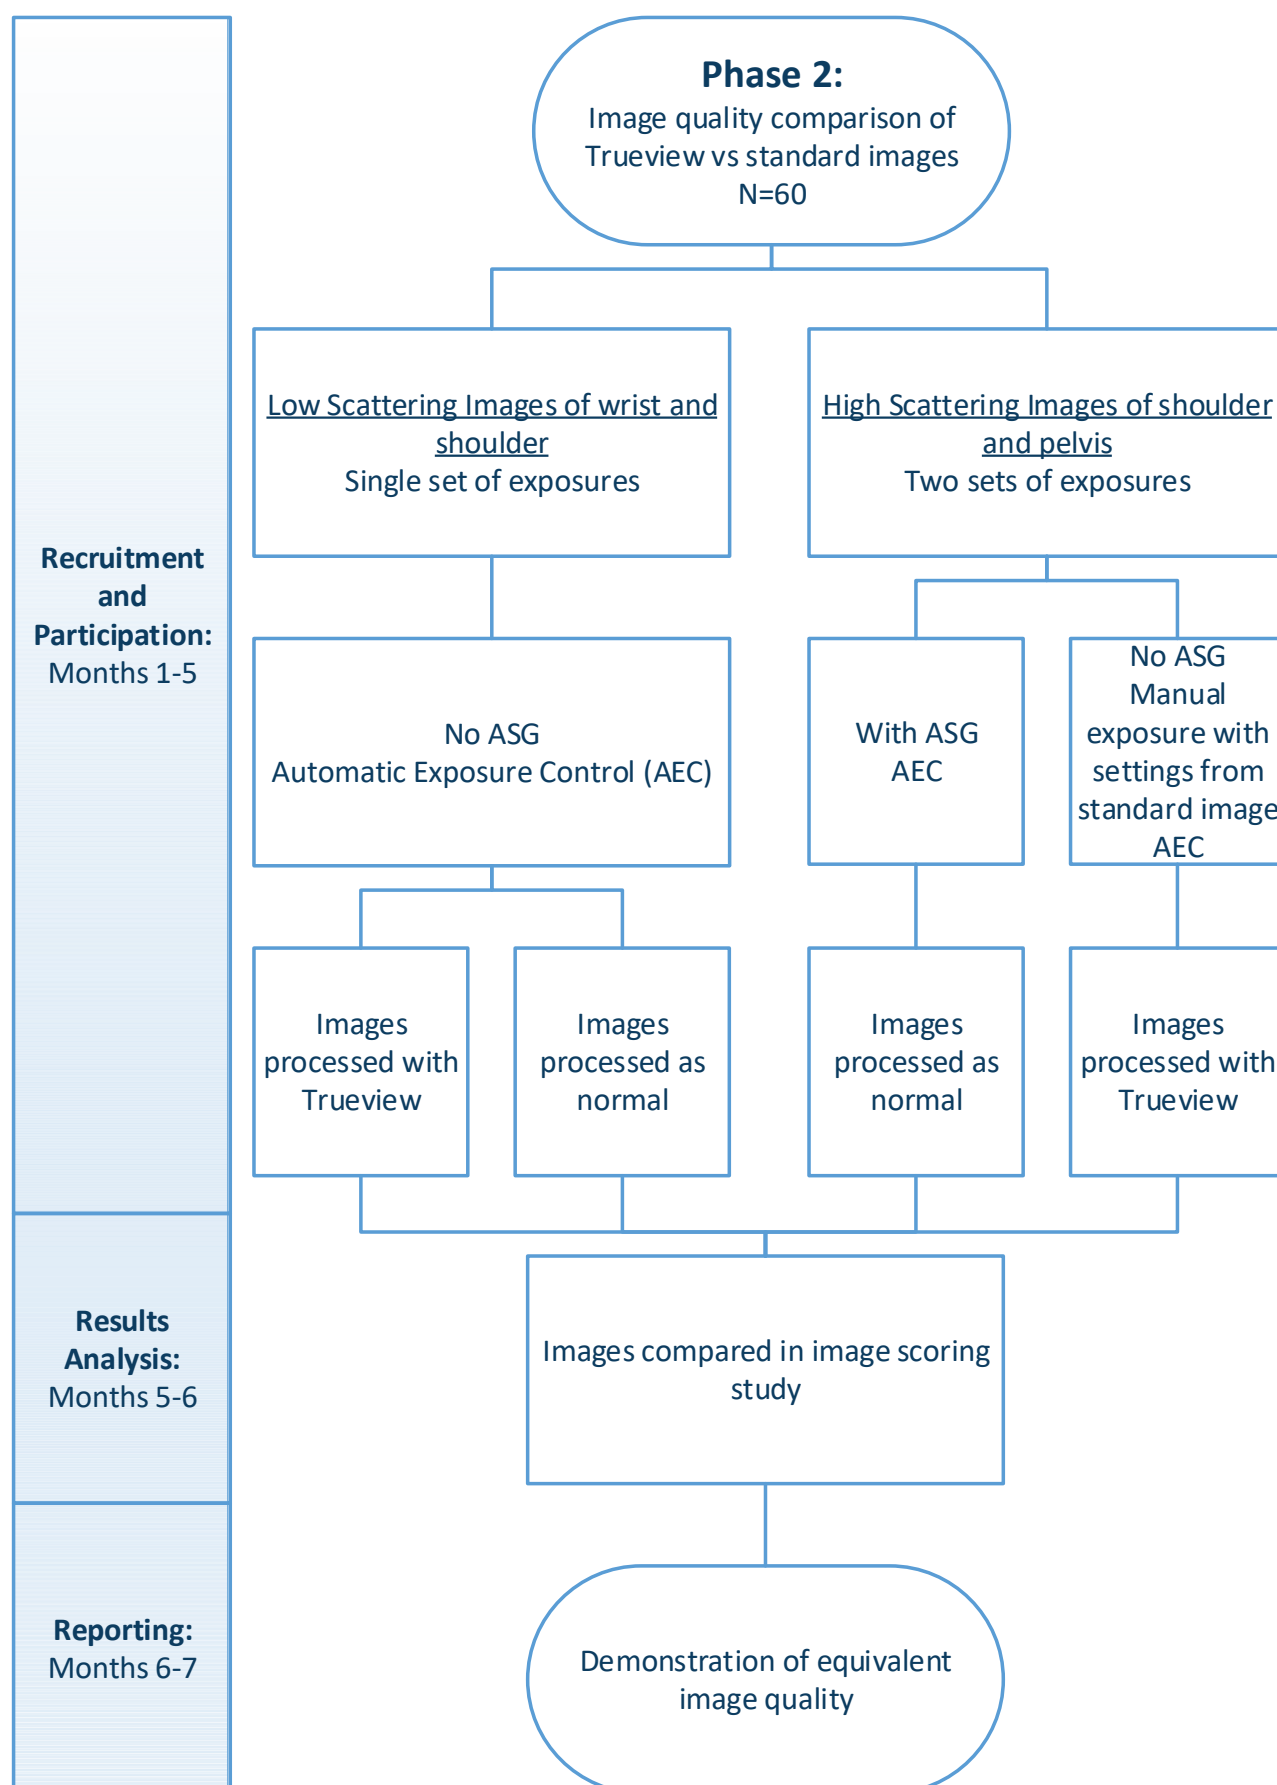 Phase 2:
Image quality comparison of
Trueview vs standard images
N=60
Low Scattering Images of wrist and
shoulder
Single set of exposures
High Scattering Images of shoulder
and pelvis
Two sets of exposures
Recruitment
and
Participation:
Months 1-5
No ASG
Automatic Exposure Control (AEC)
With ASG
AEC
No ASG
Manual
exposure with
settings from
standard image
AEC
Images
processed with
Trueview
Images
processed as
normal
Images
processed as
normal
Images
processed with
Trueview
Results
Analysis:
Months 5-6
Images compared in image scoring
study
Reporting:
Months 6-7
Demonstration of equivalent
image quality